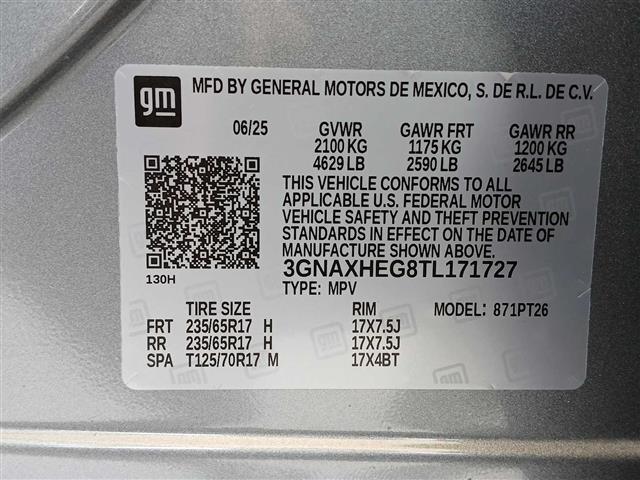 gm
MFD BY GENERAL MOTORS DE MEXICO, S. DE R.L. DE C.V.
06/25 GVWR GAWR FRT GAWR RR
2100 KG 1175 KG 1200 KG
4629 LB 2590 LB 2645 LB
THIS VEHICLE CONFORMS TO ALL
APPLICABLE U.S. FEDERAL MOTOR
VEHICLE SAFETY AND THEFT PREVENTION
STANDARDS IN EFFECT ON THE DATE OF
MANUFACTURE SHOWN ABOVE.
130H
3GNAXHEG8TL171727
TYPE: MPV
TIRE SIZE RIM MODEL: 871PT26
FRT 235/65R17 H 17X7.5J
RR 235/65R17 H 17X7.5J
SPA T125/70R17 M 17X4BT